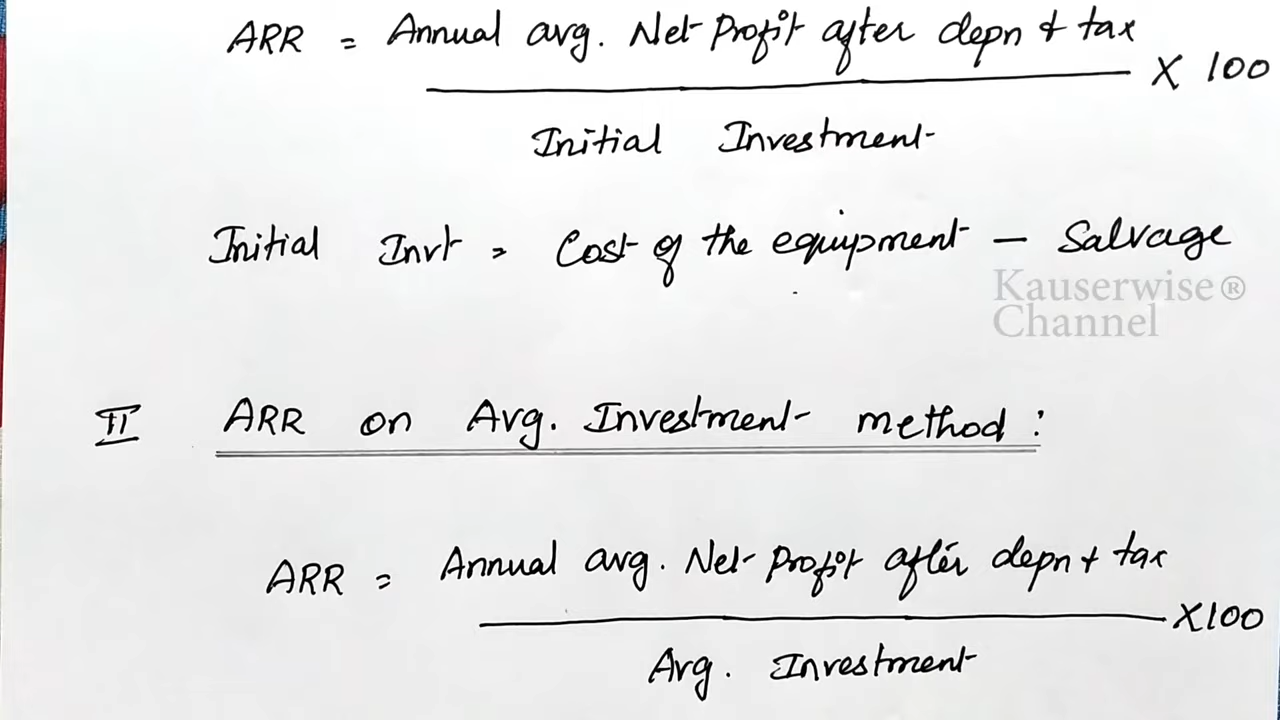 ARR = Annual avg. Net Profit after depn & tax
X 100
Initial Investment
Initial Invt = Cost of the equipment – Salvage
Kauserwise®
Channel
II ARR on Avg. Investment method :
ARR = Annual avg. Net Profit after depn & tax
X100
Avg. Investment